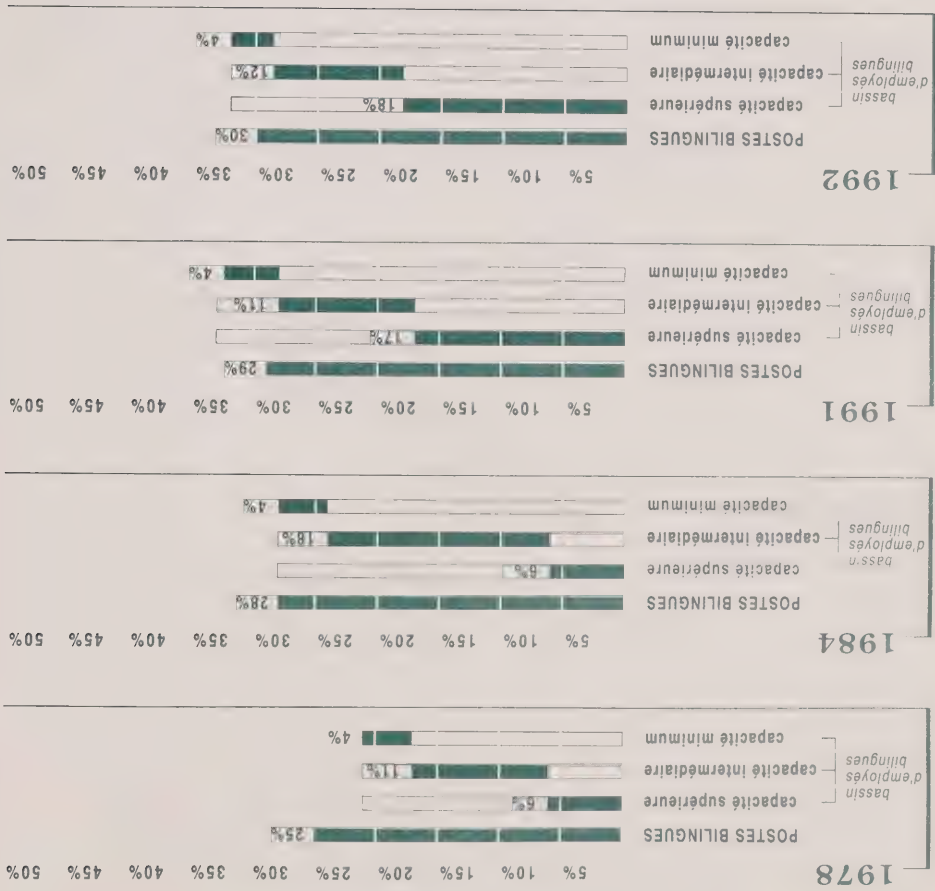 1978
5% 10% 15% 20% 25% 30% 35% 40% 45% 50%
POSTES BILINGUES 25%
bassin
d'employés
bilingues
capacité supérieure 6%
capacité intermédiaire 11%
capacité minimum 4%
1984
5% 10% 15% 20% 25% 30% 35% 40% 45% 50%
POSTES BILINGUES 28%
bassin
d'employés
bilingues
capacité supérieure 6%
capacité intermédiaire 18%
capacité minimum 4%
1991
5% 10% 15% 20% 25% 30% 35% 40% 45% 50%
POSTES BILINGUES 29%
bassin
d'employés
bilingues
capacité supérieure 17%
capacité intermédiaire 11%
capacité minimum 4%
1992
5% 10% 15% 20% 25% 30% 35% 40% 45% 50%
POSTES BILINGUES 30%
bassin
d'employés
bilingues
capacité supérieure 18%
capacité intermédiaire 12%
capacité minimum 4%